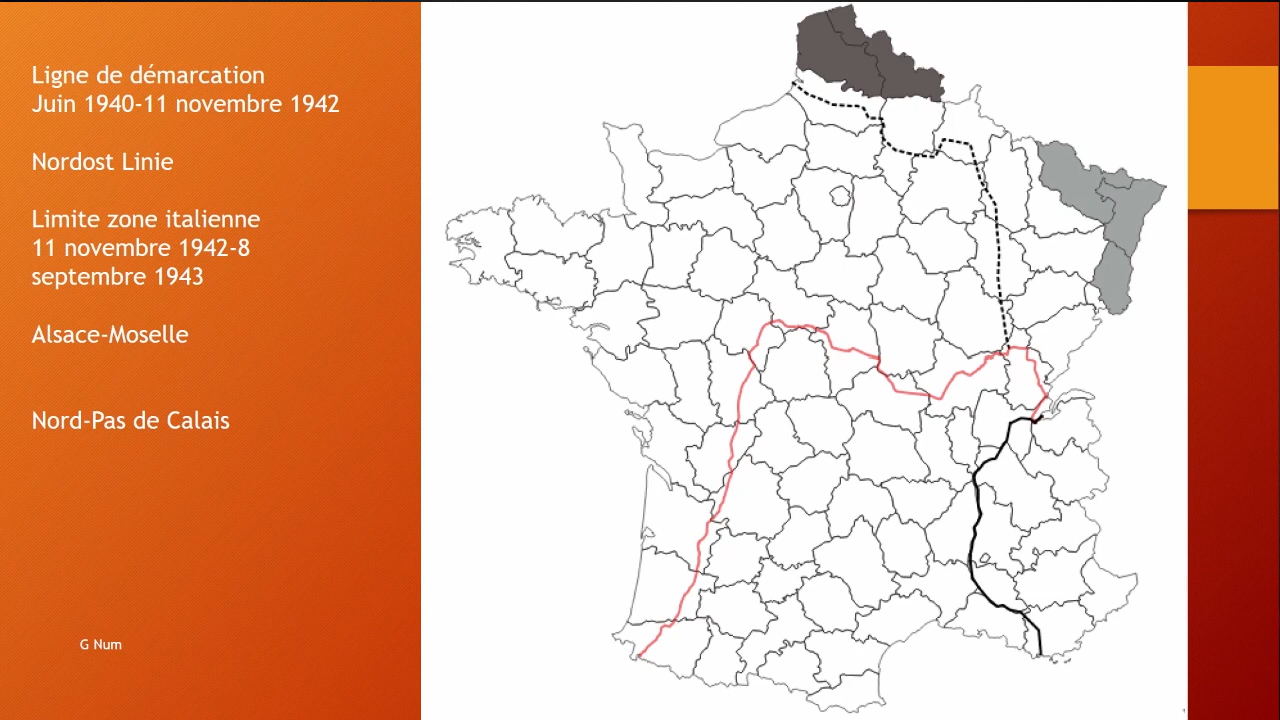 Ligne de démarcation
Juin 1940-11 novembre 1942
Nordost Linie
Limite zone italienne
11 novembre 1942-8
septembre 1943
Alsace-Moselle
Nord-Pas de Calais
G Num